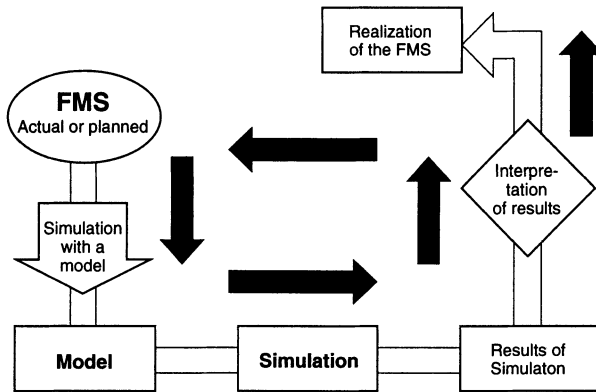 Realization
of the FMS
FMS
Actual or planned
Interpre-
tation
of results
Simulation
with a
model
Model
Simulation
Results of
Simulaton